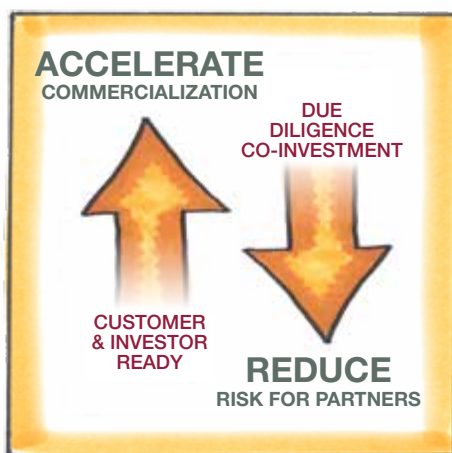 ACCELERATE
COMMERCIALIZATION
DUE
DILIGENCE
CO-INVESTMENT
CUSTOMER
& INVESTOR
READY
REDUCE
RISK FOR PARTNERS